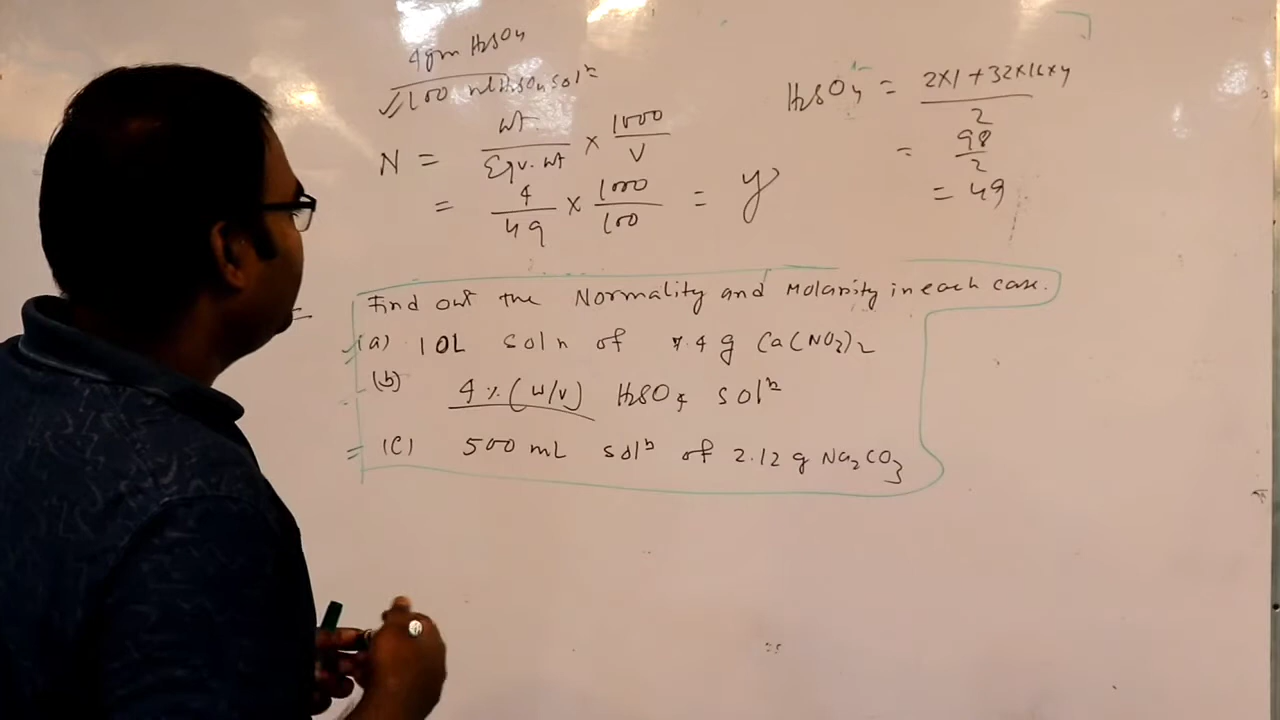 4gm H2SO4
100 ml H2SO4 solⁿ
N = wt. / Eqv. wt × 1000 / V
= 4 / 49 × 1000 / 100 = y
H2SO4 = 2×1 + 32×16×4 / 2
= 98 / 2
= 49
Find out the Normality and Molarity in each case.
(a) 10L soln of 7.4 g Ca(NO3)2
(b) 4% (w/v) H2SO4 solⁿ
(c) 500 mL solⁿ of 2.12 g Na2CO3